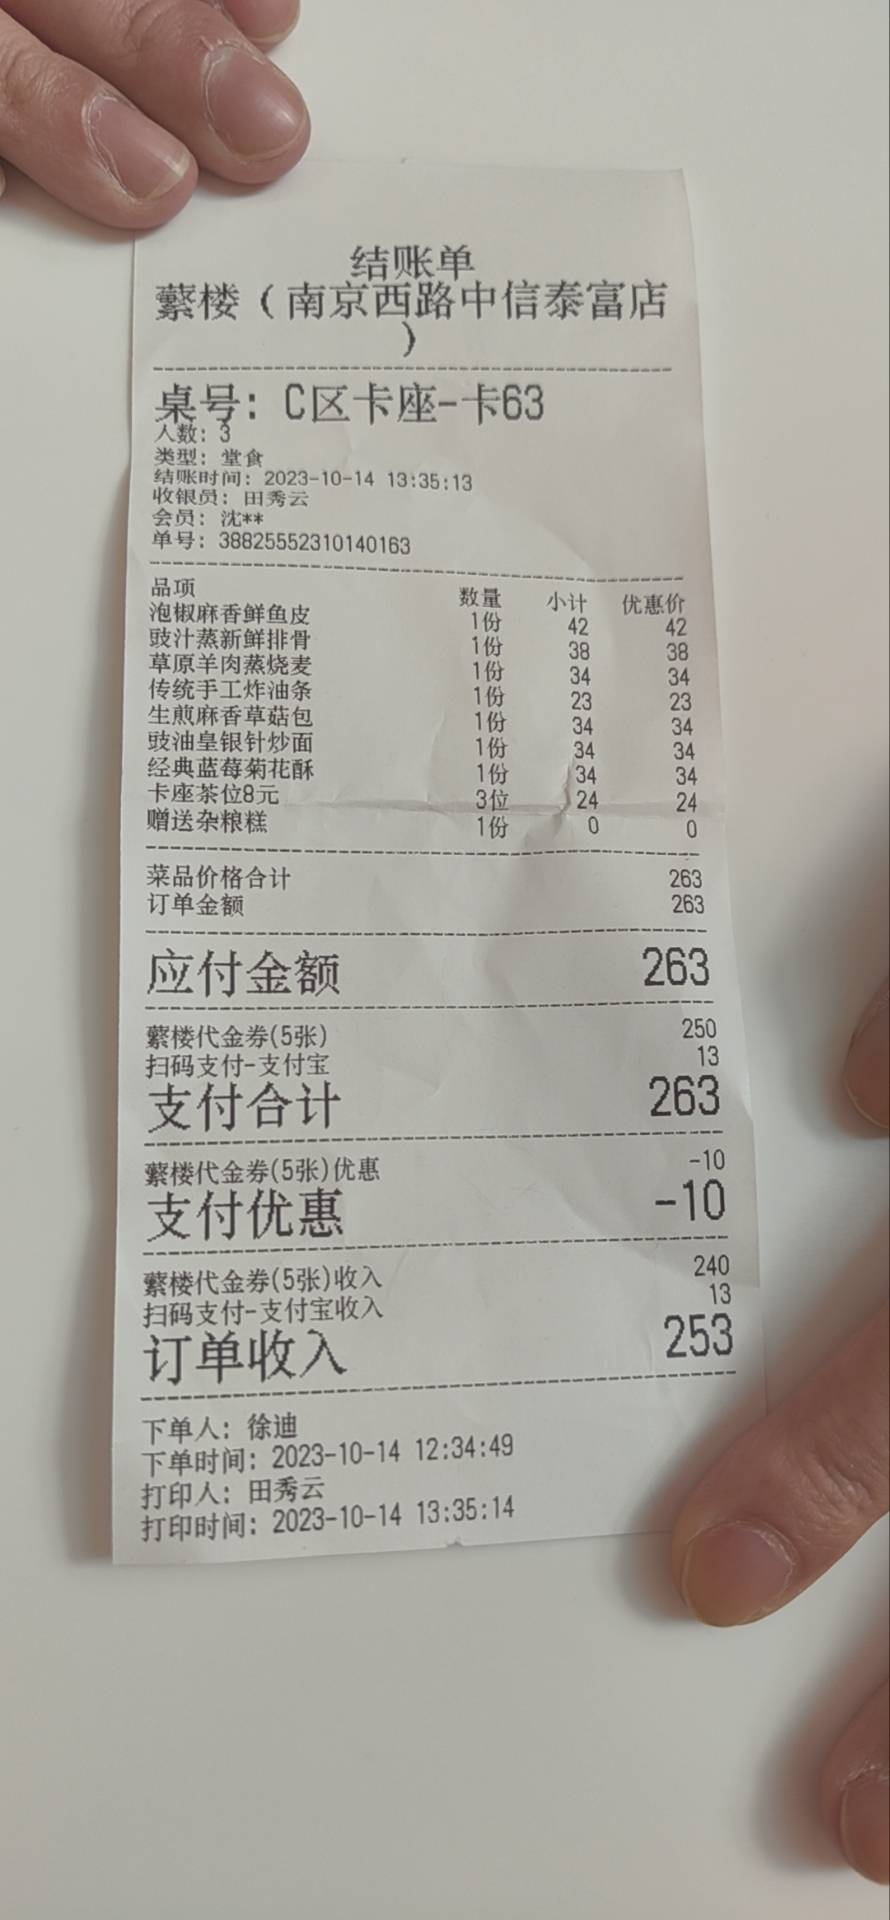 结账单
蘩楼（南京西路中信泰富店
）
桌号: C区卡座-卡63
人数: 3
类型: 堂食
结账时间: 2023-10-14 13:35:13
收银员: 田秀云
会员: 沈**
单号: 38825552310140163
品项 数量 小计 优惠价
泡椒麻香鲜鱼皮 1份 42 42
豉汁蒸新鲜排骨 1份 38 38
草原羊肉蒸烧麦 1份 34 34
传统手工炸油条 1份 23 23
生煎麻香草菇包 1份 34 34
豉油皇银针炒面 1份 34 34
经典蓝莓菊花酥 1份 34 34
卡座茶位8元 3位 24 24
赠送杂粮糕 1份 0 0
菜品价格合计 263
订单金额 263
应付金额 263
蘩楼代金券(5张) 250
扫码支付-支付宝 13
支付合计 263
蘩楼代金券(5张)优惠 -10
支付优惠 -10
蘩楼代金券(5张)收入 240
扫码支付-支付宝收入 13
订单收入 253
下单人: 徐迪
下单时间: 2023-10-14 12:34:49
打印人: 田秀云
打印时间: 2023-10-14 13:35:14